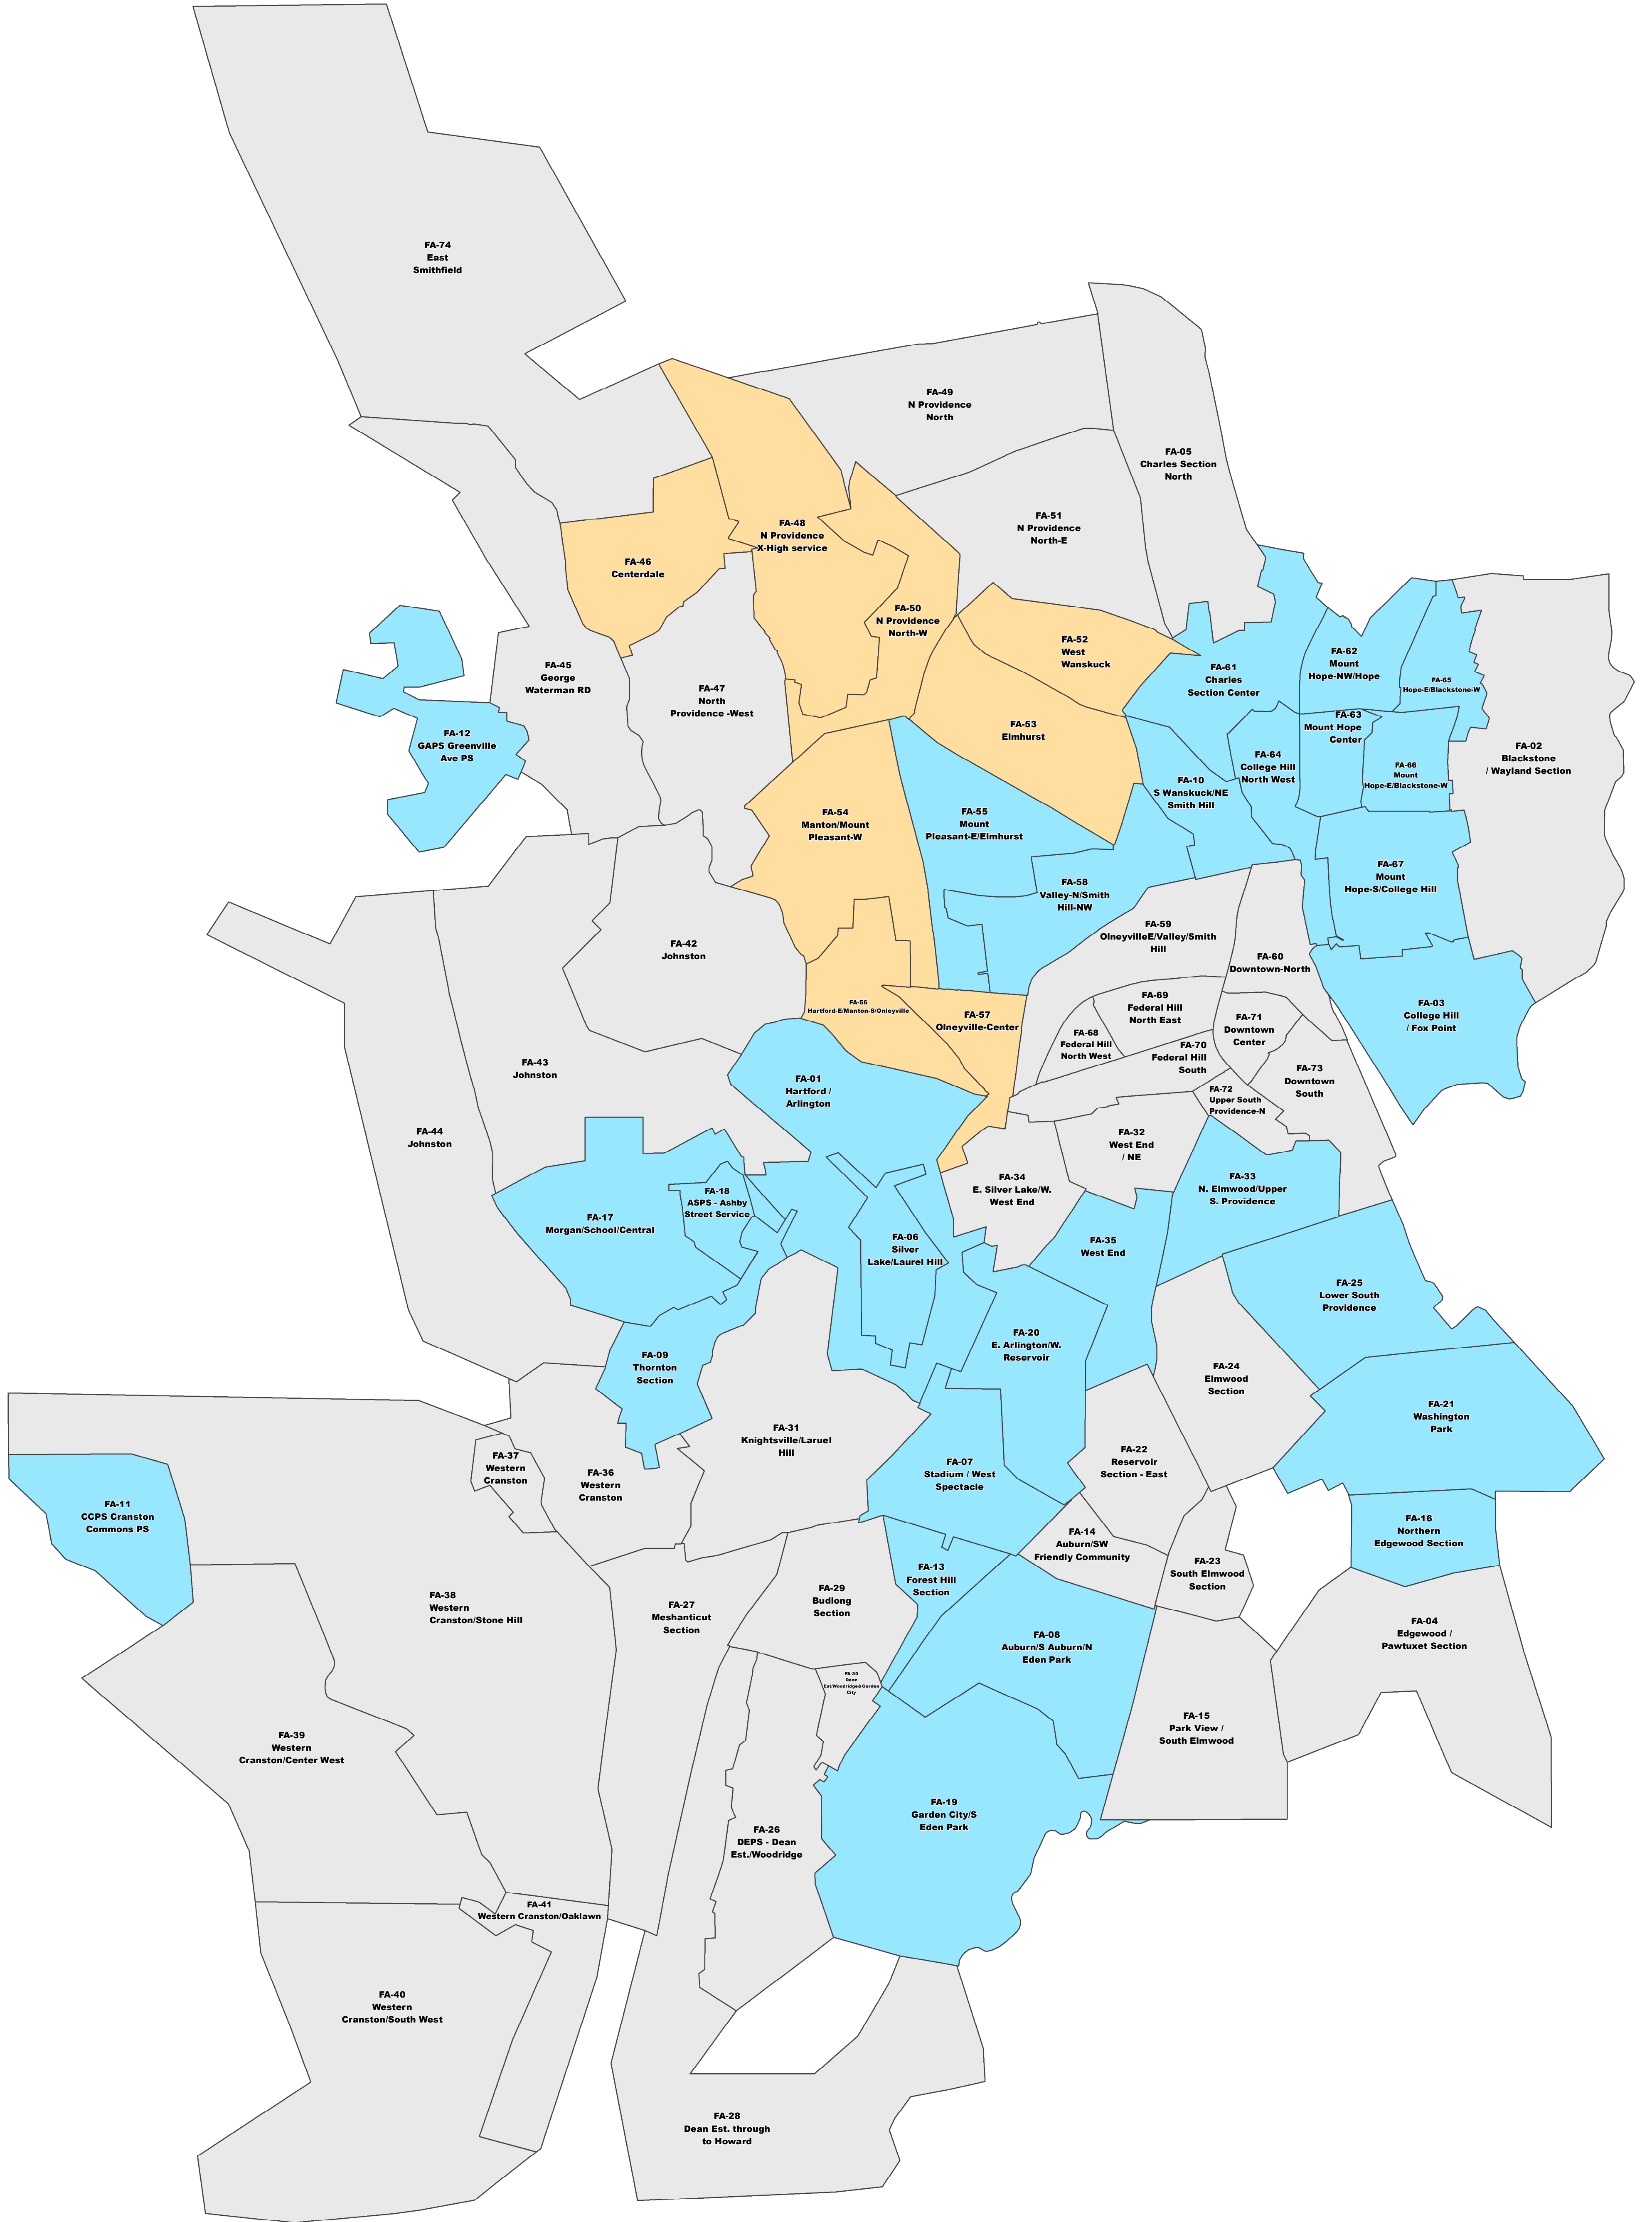 FA-74
East
Smithfield
FA-49
N Providence
North
FA-05
Charles Section
North
FA-51
N Providence
North-E
FA-48
N Providence
X-High service
FA-46
Centerdale
FA-50
N Providence
North-W
FA-52
West
Wanskuck
FA-45
George
Waterman RD
FA-47
North
Providence -West
FA-61
Charles
Section Center
FA-62
Mount
Hope-NW/Hope
FA-65
Hope-E/Blackstone-W
FA-12
GAPS Greenville
Ave PS
FA-53
Elmhurst
FA-63
Mount Hope
Center
FA-02
Blackstone
/ Wayland Section
FA-64
College Hill
North West
FA-66
Mount
Hope-E/Blackstone-W
FA-10
S Wanskuck/NE
Smith Hill
FA-54
Manton/Mount
Pleasant-W
FA-55
Mount
Pleasant-E/Elmhurst
FA-67
Mount
Hope-S/College Hill
FA-58
Valley-N/Smith
Hill-NW
FA-59
OlneyvilleE/Valley/Smith
Hill
FA-42
Johnston
FA-60
Downtown-North
FA-56
Hartford-E/Manton-S/Onleyville
FA-57
Olneyville-Center
FA-69
Federal Hill
North East
FA-03
College Hill
/ Fox Point
FA-71
Downtown
Center
FA-68
Federal Hill
North West
FA-70
Federal Hill
South
FA-43
Johnston
FA-01
Hartford /
Arlington
FA-73
Downtown
South
FA-72
Upper South
Providence-N
FA-44
Johnston
FA-32
West End
/ NE
FA-34
E. Silver Lake/W.
West End
FA-33
N. Elmwood/Upper
S. Providence
FA-18
ASPS - Ashby
Street Service
FA-17
Morgan/School/Central
FA-06
Silver
Lake/Laurel Hill
FA-35
West End
FA-25
Lower South
Providence
FA-20
E. Arlington/W.
Reservoir
FA-09
Thornton
Section
FA-24
Elmwood
Section
FA-21
Washington
Park
FA-31
Knightsville/Laruel
Hill
FA-22
Reservoir
Section - East
FA-37
Western
Cranston
FA-36
Western
Cranston
FA-07
Stadium / West
Spectacle
FA-11
CCPS Cranston
Commons PS
FA-16
Northern
Edgewood Section
FA-14
Auburn/SW
Friendly Community
FA-23
South Elmwood
Section
FA-13
Forest Hill
Section
FA-38
Western
Cranston/Stone Hill
FA-29
Budlong
Section
FA-27
Meshanticut
Section
FA-04
Edgewood /
Pawtuxet Section
FA-08
Auburn/S Auburn/N
Eden Park
FA-30
Dean
Est/Woodridge&Garden
City
FA-15
Park View /
South Elmwood
FA-39
Western
Cranston/Center West
FA-19
Garden City/S
Eden Park
FA-26
DEPS - Dean
Est./Woodridge
FA-41
Western Cranston/Oaklawn
FA-40
Western
Cranston/South West
FA-28
Dean Est. through
to Howard